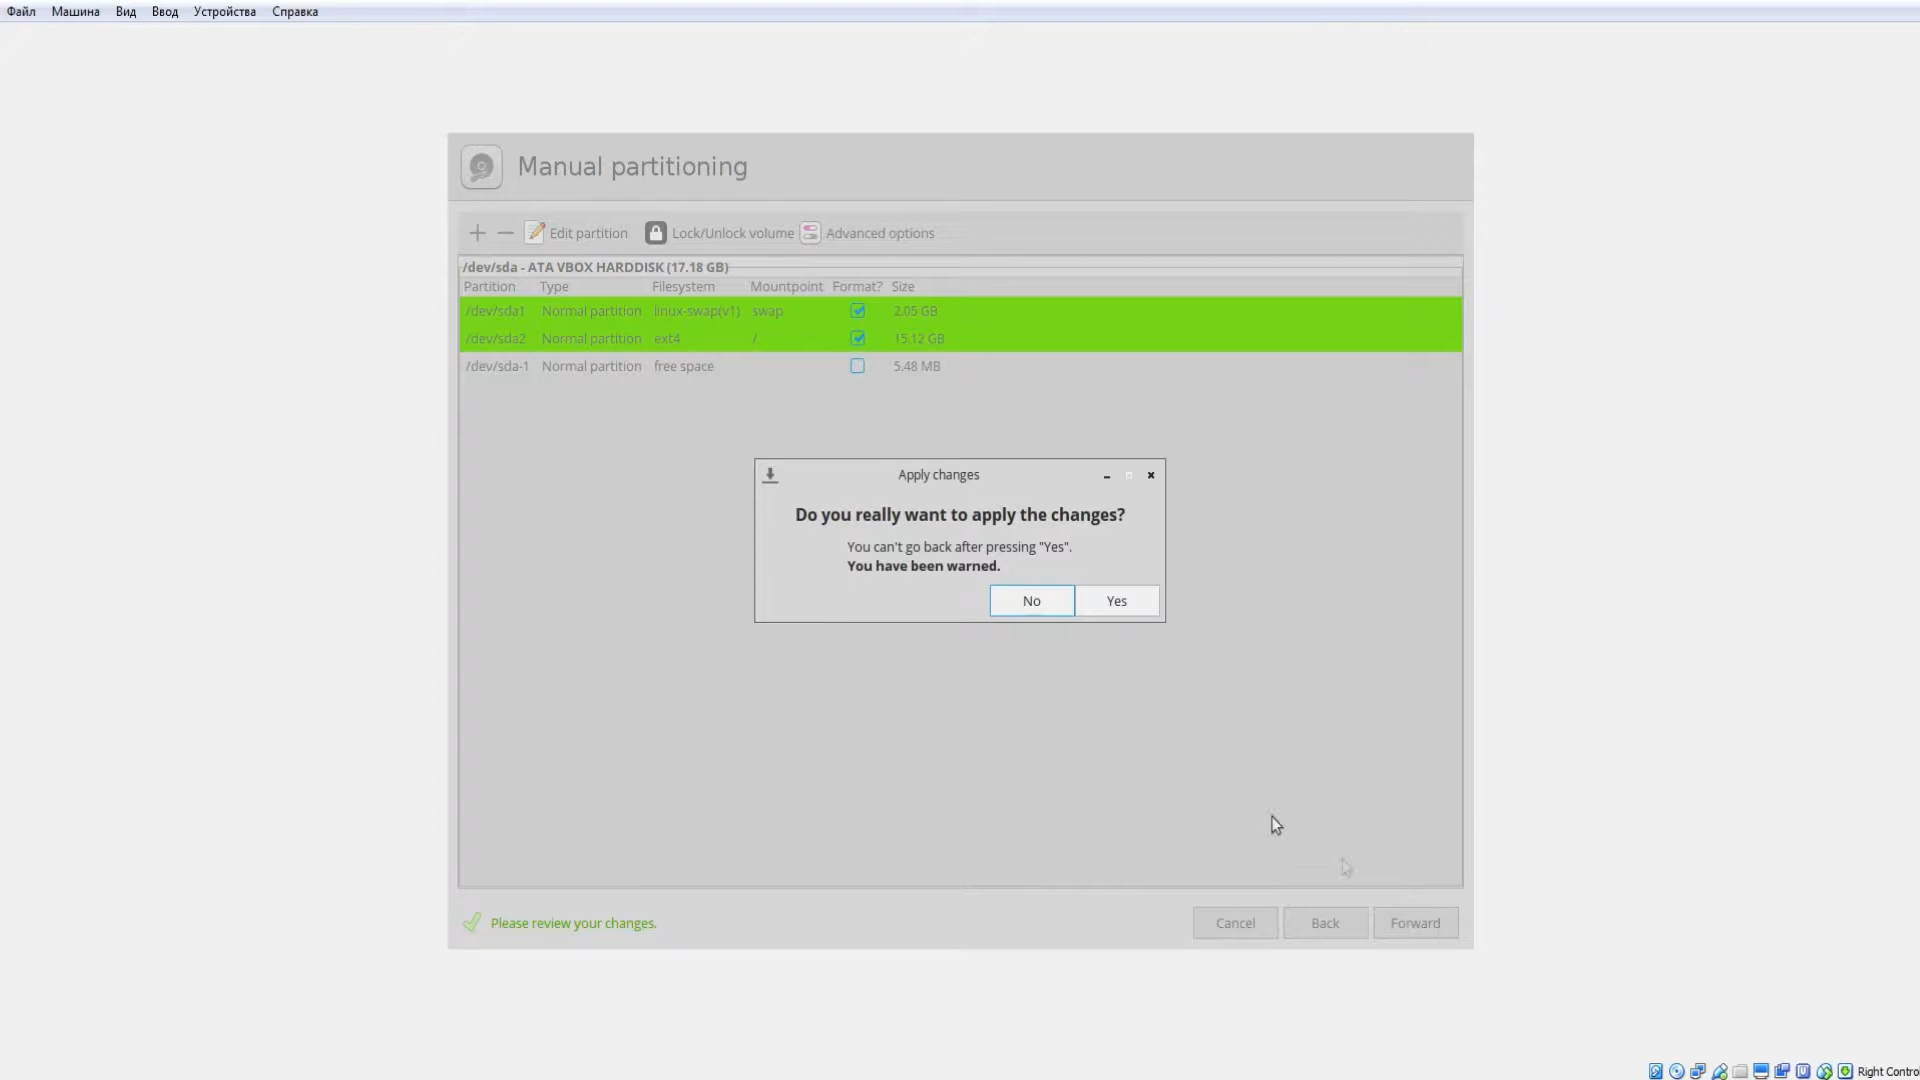 Файл Машина Вид Ввод Устройства Справка
Manual partitioning
Edit partition Lock/Unlock volume Advanced options
/dev/sda - ATA VBOX HARDDISK (17.18 GB)
Partition Type Filesystem Mountpoint Format? Size
/dev/sda1 Normal partition linux-swap(v1) swap 2.05 GB
/dev/sda2 Normal partition ext4 / 15.12 GB
/dev/sda-1 Normal partition free space 5.48 MB
Apply changes
Do you really want to apply the changes?
You can't go back after pressing "Yes".
You have been warned.
No Yes
Please review your changes.
Cancel Back Forward
Right Contro